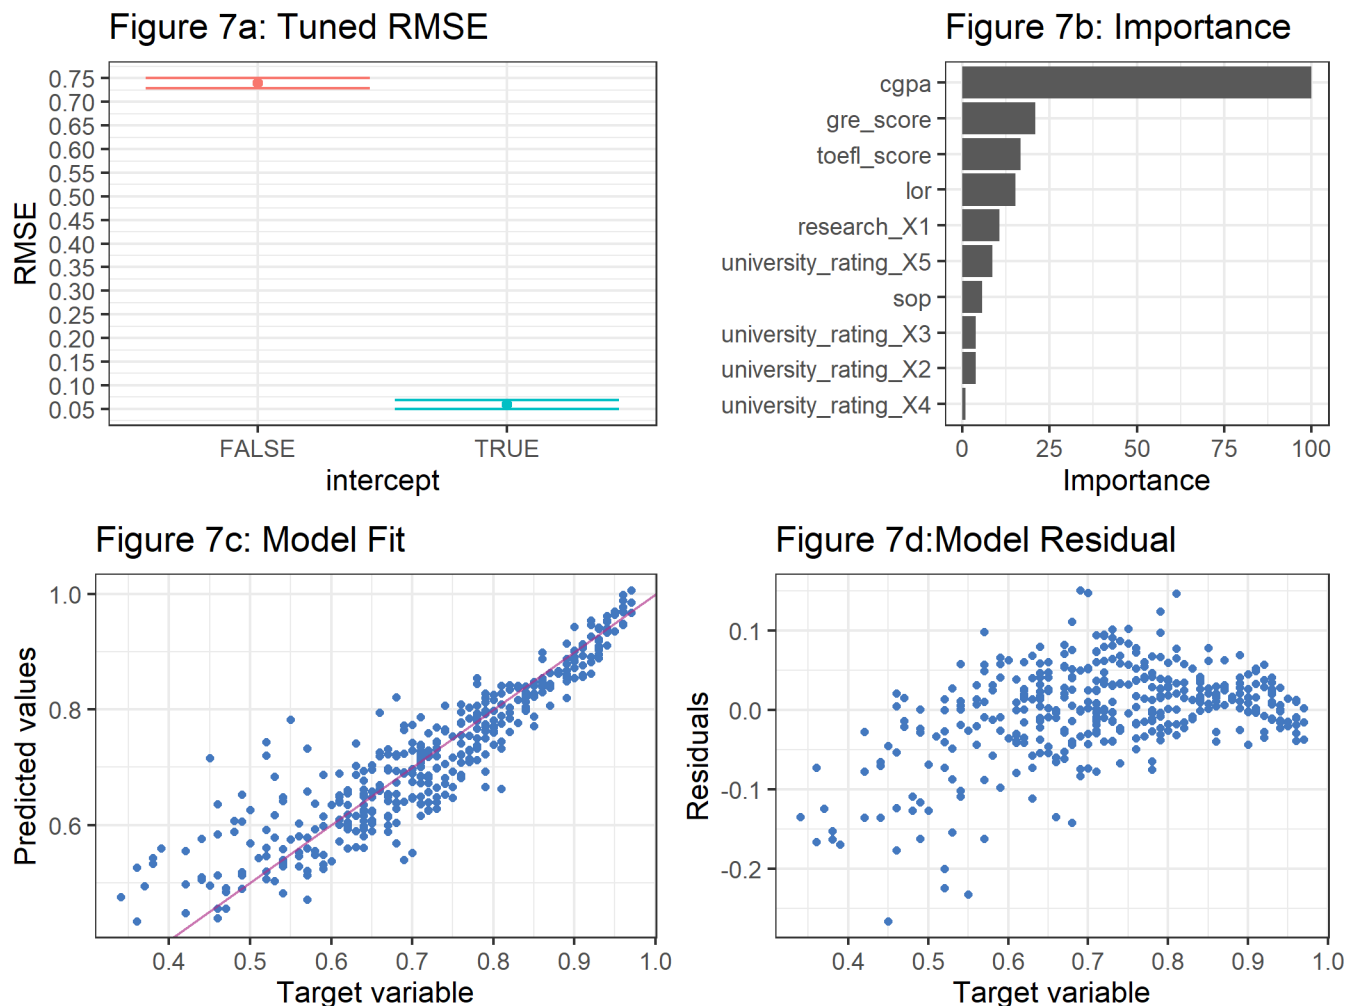 Figure 7a: Tuned RMSE
0.75
0.70
0.65
0.60
0.55
0.50
0.45
0.40
0.35
0.30
0.25
0.20
0.15
0.10
0.05
RMSE
FALSE TRUE
intercept
Figure 7b: Importance
cgpa
gre_score
toefl_score
lor
research_X1
university_rating_X5
sop
university_rating_X3
university_rating_X2
university_rating_X4
0 25 50 75 100
Importance
Figure 7c: Model Fit
1.0
0.8
0.6
Predicted values
0.4 0.5 0.6 0.7 0.8 0.9 1.0
Target variable
Figure 7d:Model Residual
0.1
0.0
-0.1
-0.2
Residuals
0.4 0.5 0.6 0.7 0.8 0.9 1.0
Target variable